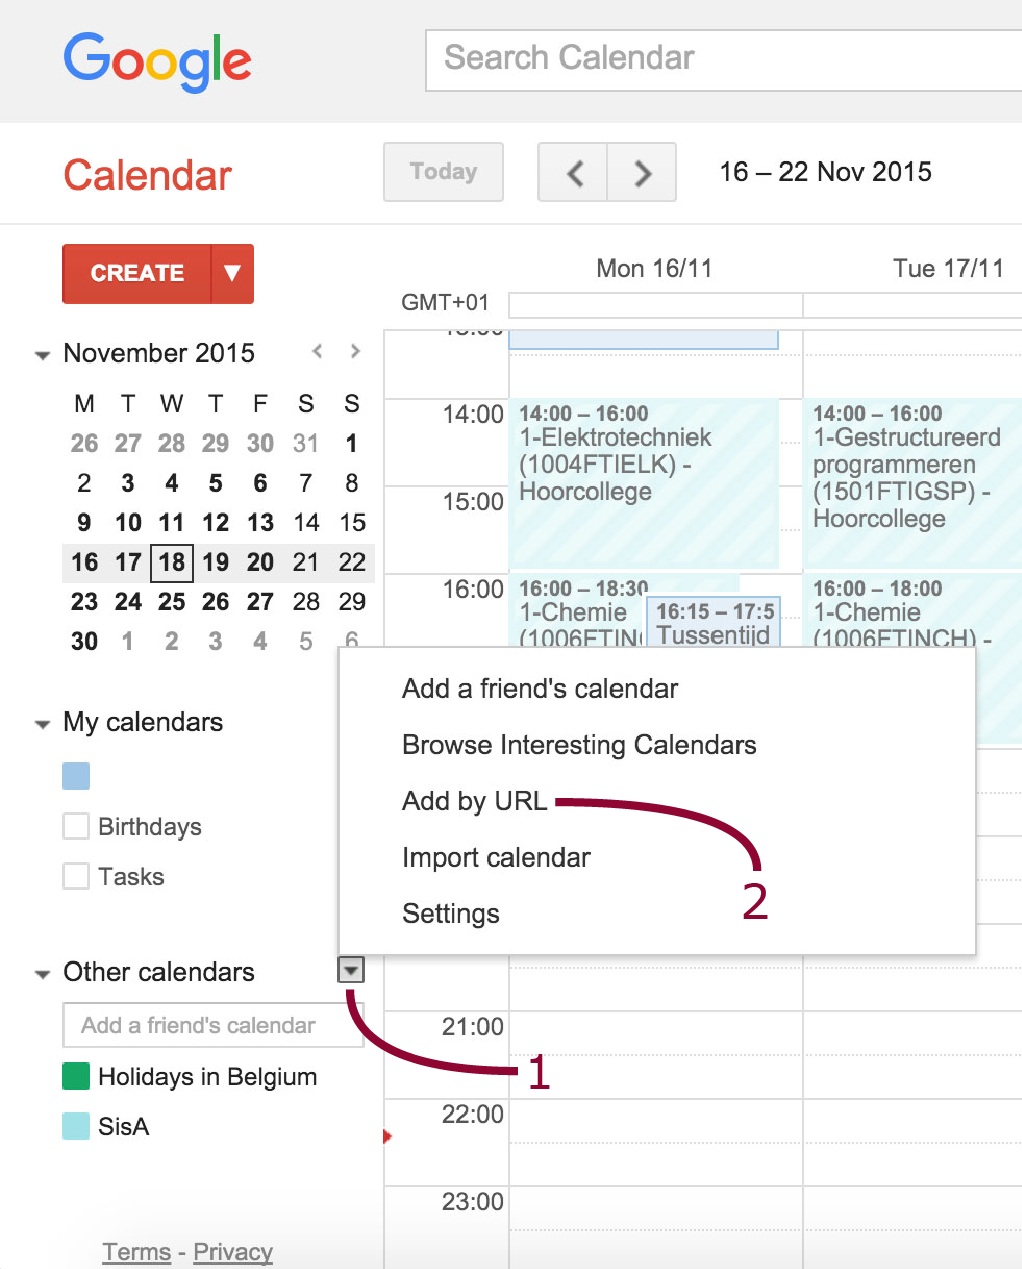 Google
Search Calendar
Calendar
Today
16 – 22 Nov 2015
CREATE
Mon 16/11
Tue 17/11
GMT+01
November 2015
M T W T F S S
26 27 28 29 30 31 1
2 3 4 5 6 7 8
9 10 11 12 13 14 15
16 17 18 19 20 21 22
23 24 25 26 27 28 29
30 1 2 3 4 5 6
14:00
14:00 – 16:00
1-Elektrotechniek
(1004FTIELK) -
Hoorcollege
14:00 – 16:00
1-Gestructureerd
programmeren
(1501FTIGSP) -
Hoorcollege
15:00
16:00
16:00 – 18:30
1-Chemie
(1006FTIN
16:15 – 17:5
Tussentijd
16:00 – 18:00
1-Chemie
(1006FTINCH) -
My calendars
Birthdays
Tasks
Add a friend's calendar
Browse Interesting Calendars
Add by URL
Import calendar
Settings
2
Other calendars
Add a friend's calendar
Holidays in Belgium
SisA
1
21:00
22:00
23:00
Terms - Privacy